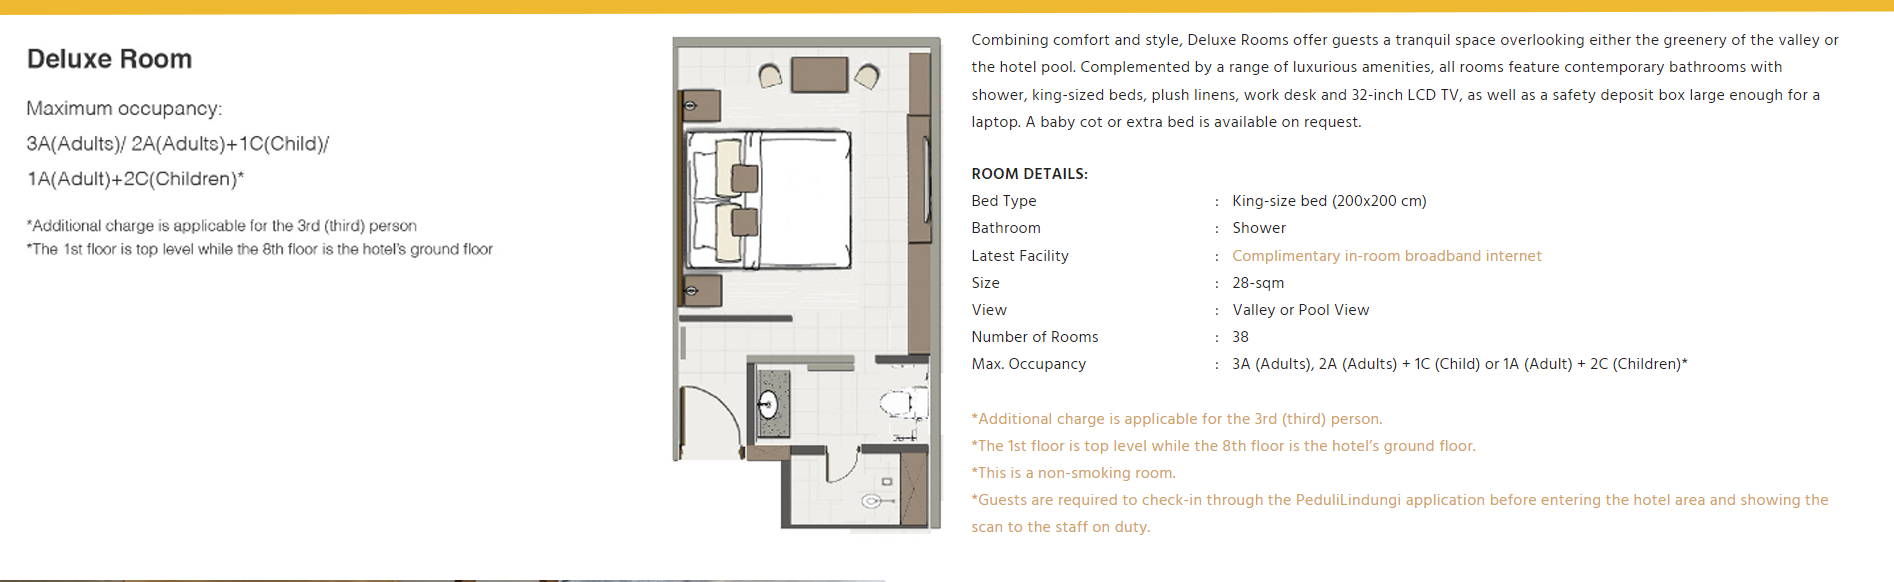 Deluxe Room
Maximum occupancy:
3A(Adults)/ 2A(Adults)+1C(Child)/
1A(Adult)+2C(Children)*
*Additional charge is applicable for the 3rd (third) person
*The 1st floor is top level while the 8th floor is the hotel's ground floor
Combining comfort and style, Deluxe Rooms offer guests a tranquil space overlooking either the greenery of the valley or
the hotel pool. Complemented by a range of luxurious amenities, all rooms feature contemporary bathrooms with
shower, king-sized beds, plush linens, work desk and 32-inch LCD TV, as well as a safety deposit box large enough for a
laptop. A baby cot or extra bed is available on request.
ROOM DETAILS:
Bed Type : King-size bed (200x200 cm)
Bathroom : Shower
Latest Facility : Complimentary in-room broadband internet
Size : 28-sqm
View : Valley or Pool View
Number of Rooms : 38
Max. Occupancy : 3A (Adults), 2A (Adults) + 1C (Child) or 1A (Adult) + 2C (Children)*
*Additional charge is applicable for the 3rd (third) person.
*The 1st floor is top level while the 8th floor is the hotel’s ground floor.
*This is a non-smoking room.
*Guests are required to check-in through the PeduliLindungi application before entering the hotel area and showing the
scan to the staff on duty.